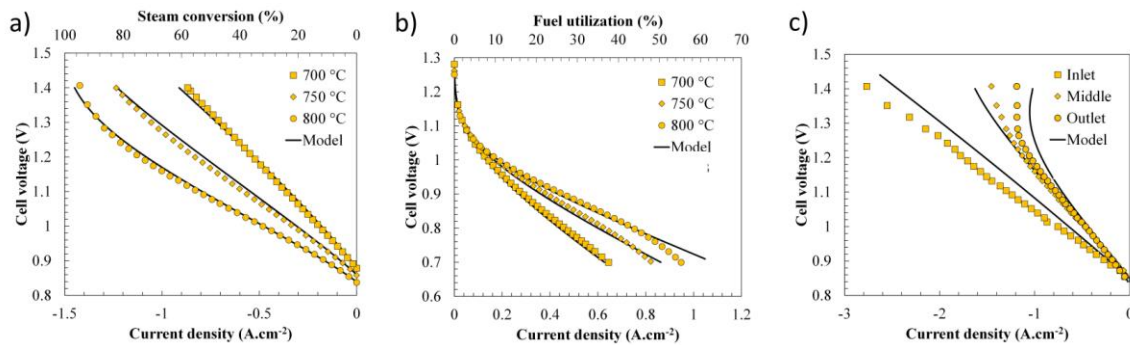 a)
Steam conversion (%)
100 80 60 40 20 0
1.5
1.4
1.3
1.2
1.1
1
0.9
0.8
Cell voltage (V)
700 °C
750 °C
800 °C
Model
-1.5 -1 -0.5 0
Current density (A.cm-2)
b)
Fuel utilization (%)
0 10 20 30 40 50 60 70
1.4
1.3
1.2
1.1
1
0.9
0.8
0.7
0.6
Cell voltage (V)
700 °C
750 °C
800 °C
Model
0 0.2 0.4 0.6 0.8 1 1.2
Current density (A.cm-2)
c)
1.5
1.4
1.3
1.2
1.1
1
0.9
0.8
Cell voltage (V)
Inlet
Middle
Outlet
Model
-3 -2 -1 0
Current density (A.cm-2)